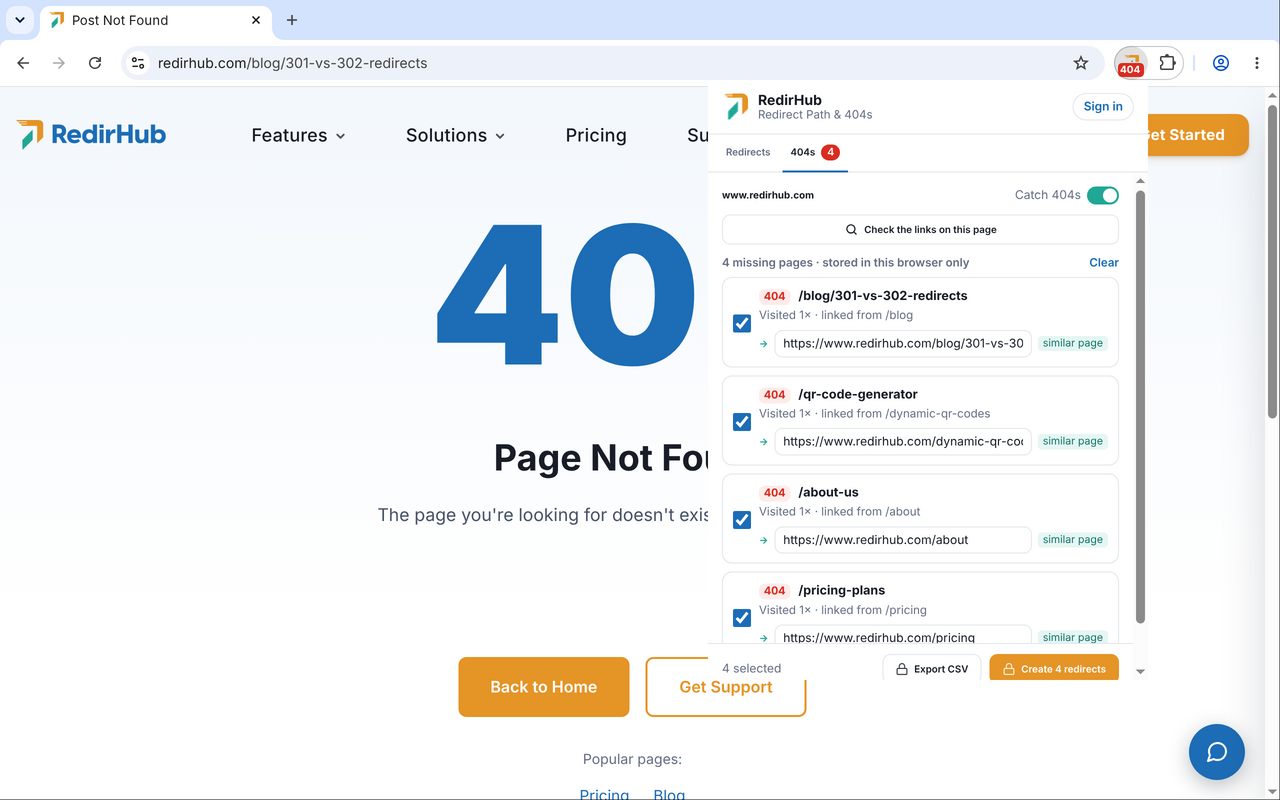 Post Not Found
redirhub.com/blog/301-vs-302-redirects
404
RedirHub
Features
Solutions
Pricing
Su
Get Started
40
Page Not Fou
The page you're looking for doesn't exis
Back to Home
Get Support
Popular pages:
Pricing
Blog
RedirHub
Redirect Path & 404s
Sign in
Redirects
404s
4
www.redirhub.com
Catch 404s
Check the links on this page
4 missing pages · stored in this browser only
Clear
404 /blog/301-vs-302-redirects
Visited 1× · linked from /blog
→ https://www.redirhub.com/blog/301-vs-30
similar page
404 /qr-code-generator
Visited 1× · linked from /dynamic-qr-codes
→ https://www.redirhub.com/dynamic-qr-co
similar page
404 /about-us
Visited 1× · linked from /about
→ https://www.redirhub.com/about
similar page
404 /pricing-plans
Visited 1× · linked from /pricing
→ https://www.redirhub.com/pricing
similar page
4 selected
Export CSV
Create 4 redirects